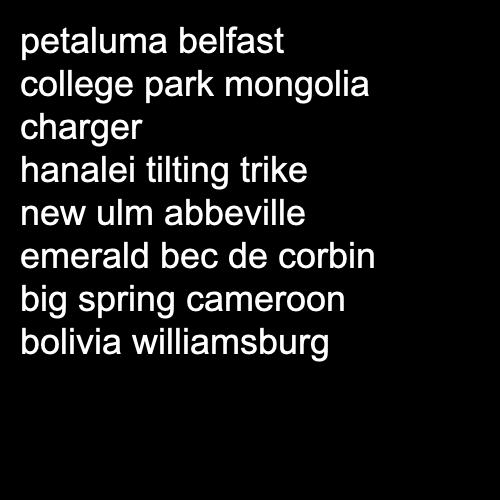 petaluma belfast
college park mongolia
charger
hanalei tilting trike
new ulm abbeville
emerald bec de corbin
big spring cameroon
bolivia williamsburg